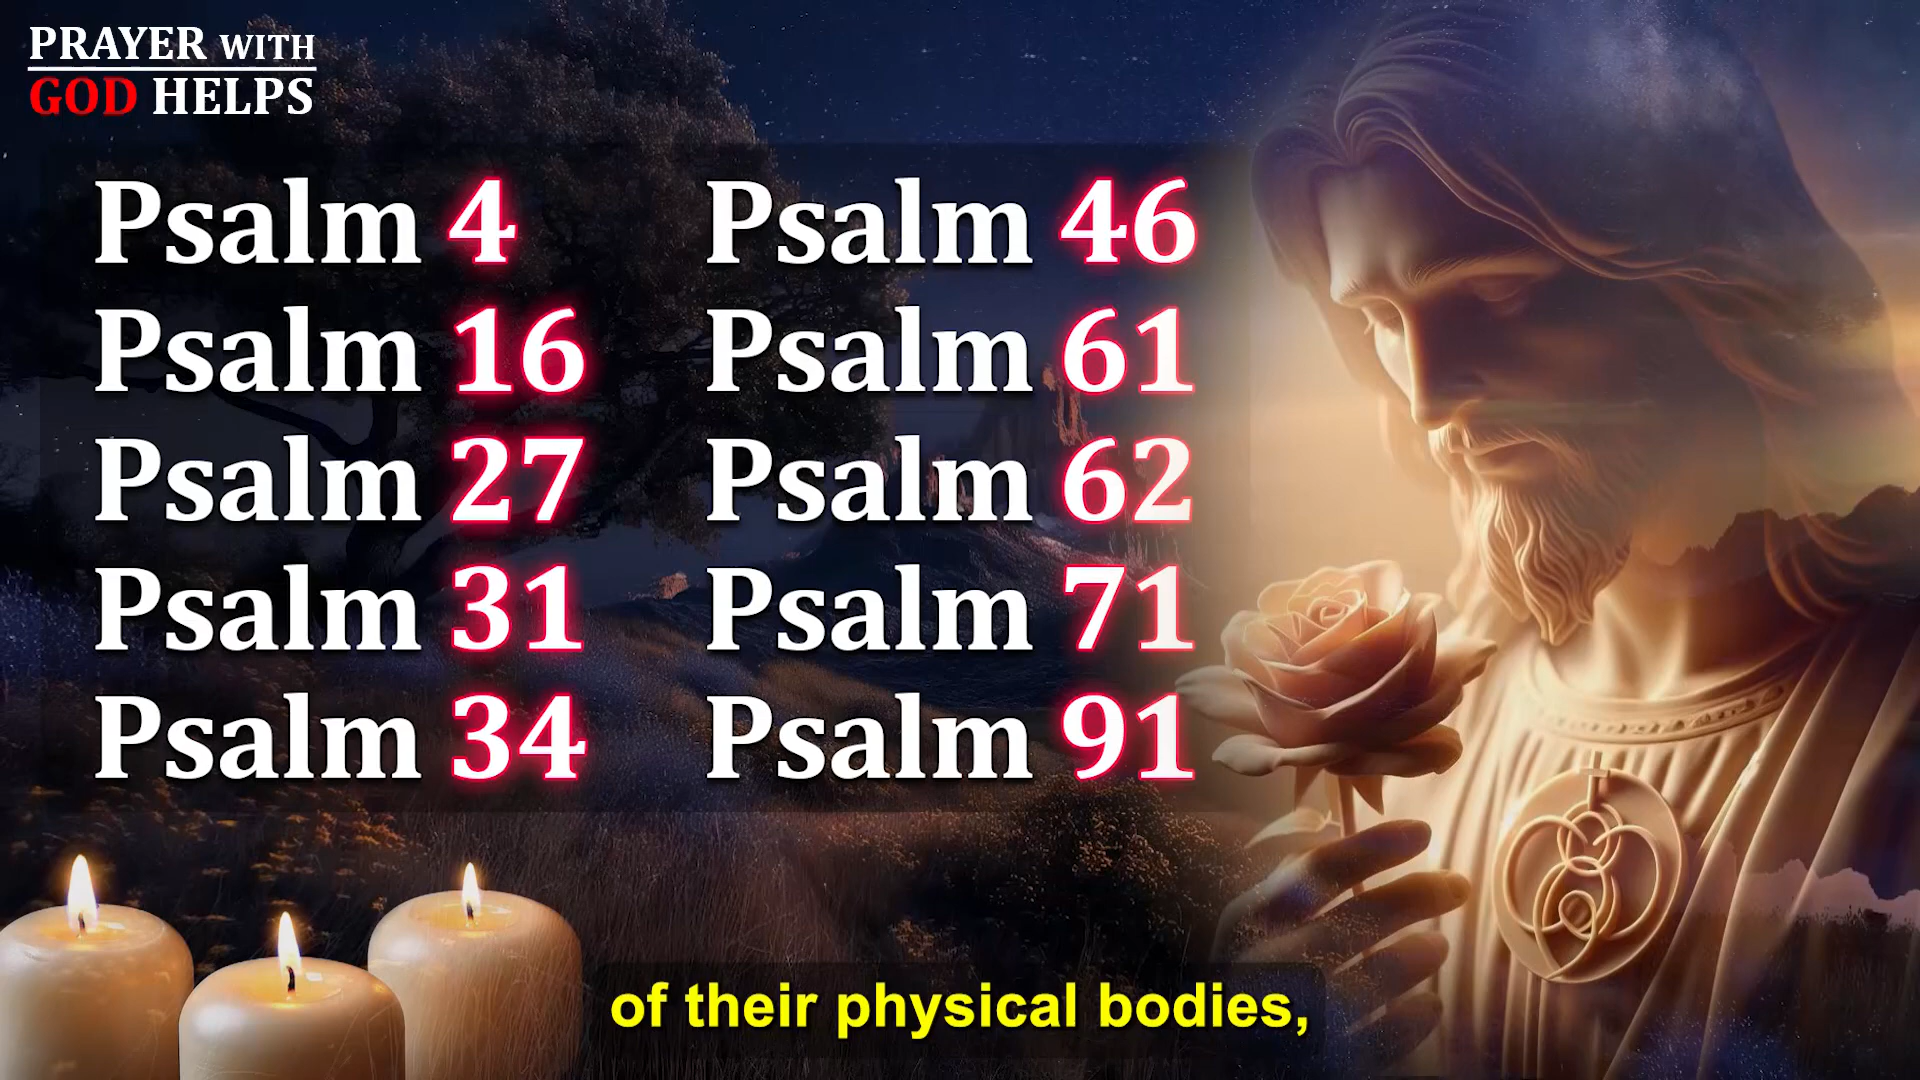 PRAYER WITH
GOD HELPS
Psalm 4
Psalm 16
Psalm 27
Psalm 31
Psalm 34
Psalm 46
Psalm 61
Psalm 62
Psalm 71
Psalm 91
of their physical bodies,